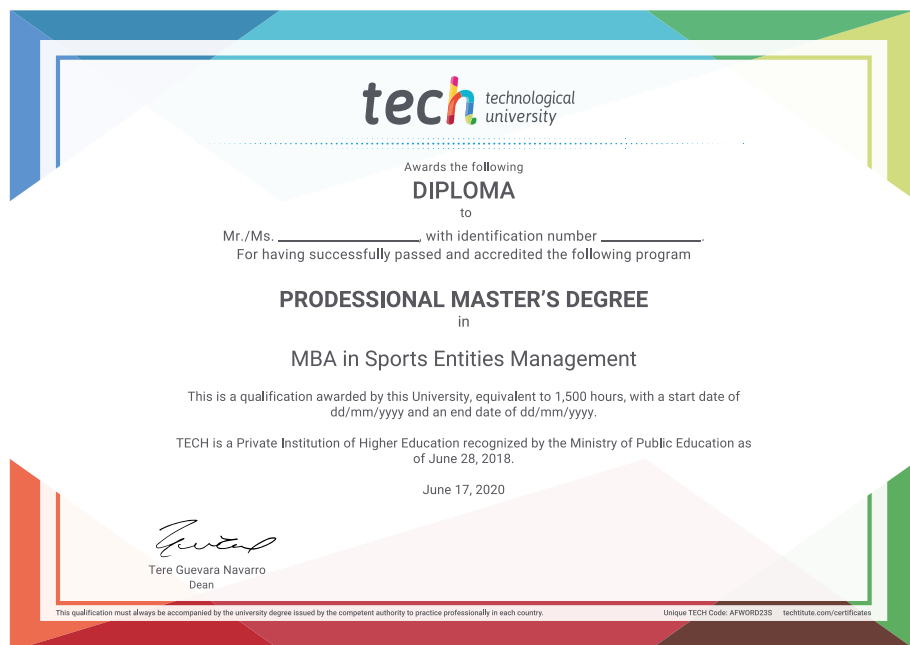 tech technological
university
Awards the following
DIPLOMA
to
Mr./Ms. ____________________, with identification number ______________.
For having successfully passed and accredited the following program
PRODESSIONAL MASTER'S DEGREE
in
MBA in Sports Entities Management
This is a qualification awarded by this University, equivalent to 1,500 hours, with a start date of
dd/mm/yyyy and an end date of dd/mm/yyyy.
TECH is a Private Institution of Higher Education recognized by the Ministry of Public Education as
of June 28, 2018.
June 17, 2020
Tere Guevara Navarro
Dean
This qualification must always be accompanied by the university degree issued by the competent authority to practice professionally in each country. Unique TECH Code: AFWORD23S techtitute.com/certificates